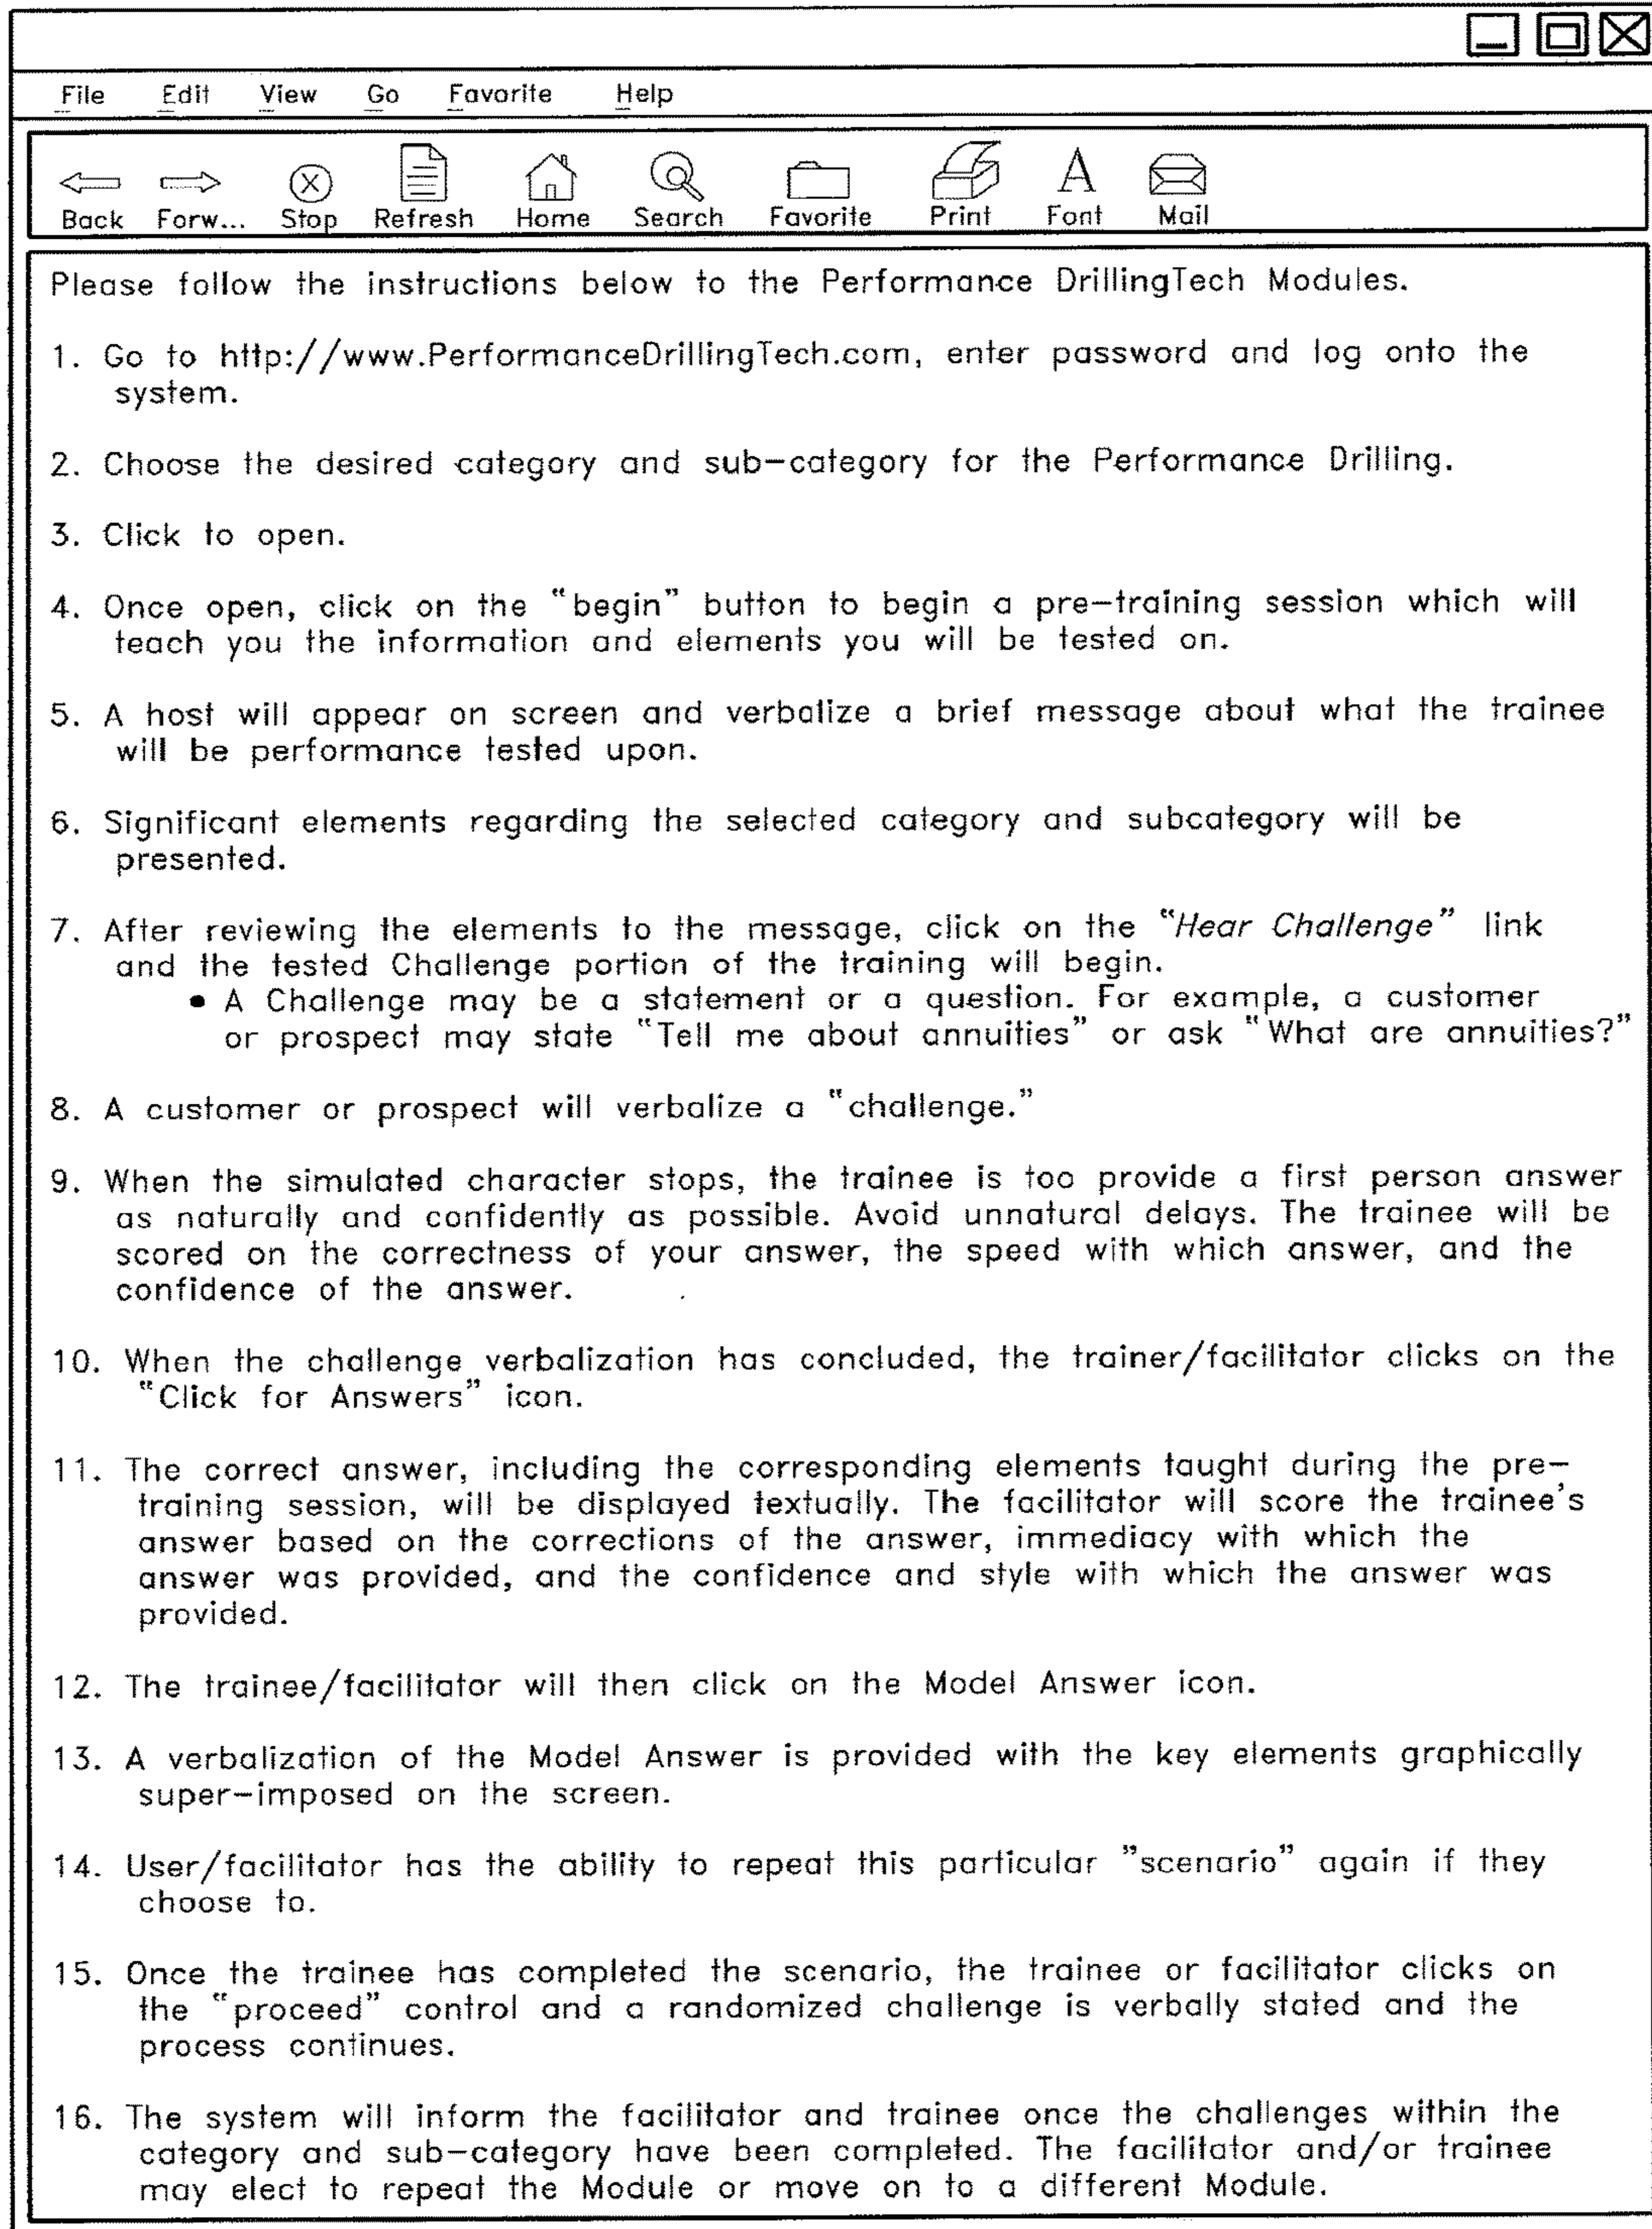 File Edit View Go Favorite Help
Back Forw... Stop Refresh Home Search Favorite Print Font Mail
Please follow the instructions below to the Performance DrillingTech Modules.
1. Go to http://www.PerformanceDrillingTech.com, enter password and log onto the
system.
2. Choose the desired category and sub-category for the Performance Drilling.
3. Click to open.
4. Once open, click on the "begin" button to begin a pre-training session which will
teach you the information and elements you will be tested on.
5. A host will appear on screen and verbalize a brief message about what the trainee
will be performance tested upon.
6. Significant elements regarding the selected category and subcategory will be
presented.
7. After reviewing the elements to the message, click on the "Hear Challenge" link
and the tested Challenge portion of the training will begin.
• A Challenge may be a statement or a question. For example, a customer
or prospect may state "Tell me about annuities" or ask "What are annuities?"
8. A customer or prospect will verbalize a "challenge."
9. When the simulated character stops, the trainee is too provide a first person answer
as naturally and confidently as possible. Avoid unnatural delays. The trainee will be
scored on the correctness of your answer, the speed with which answer, and the
confidence of the answer.
10. When the challenge verbalization has concluded, the trainer/facilitator clicks on the
"Click for Answers" icon.
11. The correct answer, including the corresponding elements taught during the pre-
training session, will be displayed textually. The facilitator will score the trainee's
answer based on the corrections of the answer, immediacy with which the
answer was provided, and the confidence and style with which the answer was
provided.
12. The trainee/facilitator will then click on the Model Answer icon.
13. A verbalization of the Model Answer is provided with the key elements graphically
super-imposed on the screen.
14. User/facilitator has the ability to repeat this particular "scenario" again if they
choose to.
15. Once the trainee has completed the scenario, the trainee or facilitator clicks on
the "proceed" control and a randomized challenge is verbally stated and the
process continues.
16. The system will inform the facilitator and trainee once the challenges within the
category and sub-category have been completed. The facilitator and/or trainee
may elect to repeat the Module or move on to a different Module.